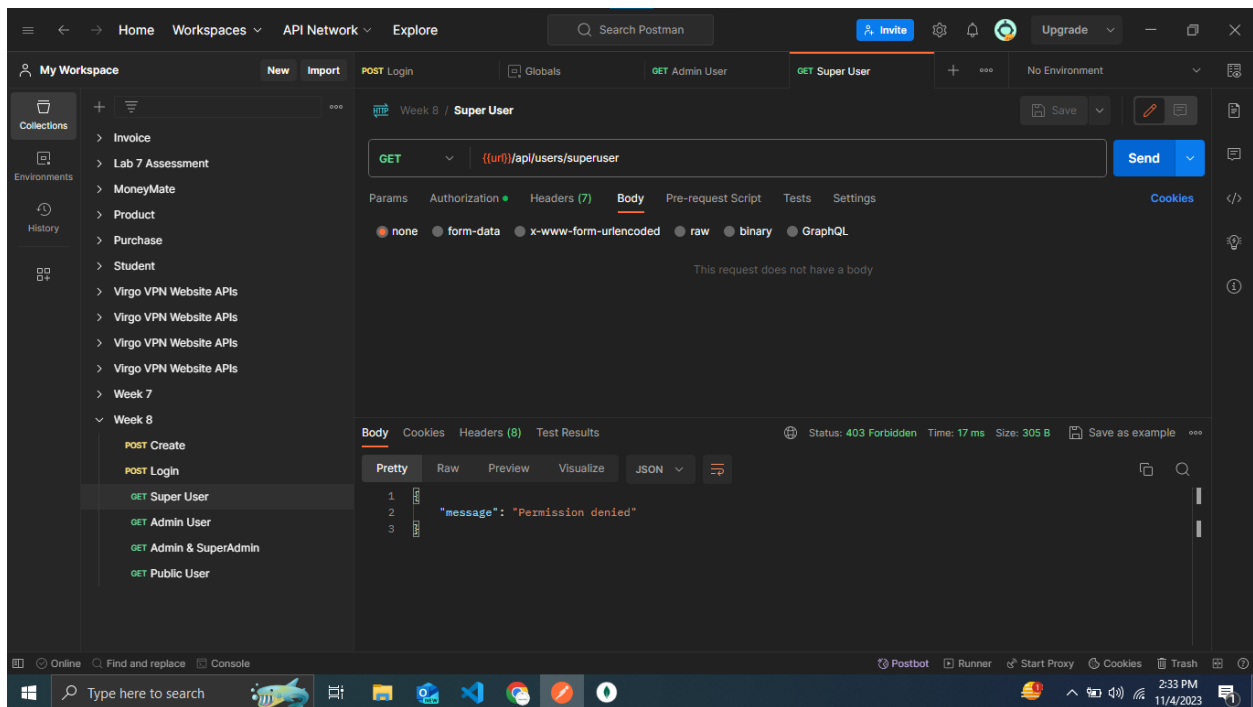 Home Workspaces API Network Explore Search Postman Invite Upgrade
My Workspace New Import POST Login Globals GET Admin User GET Super User No Environment
Collections
Environments
History
Invoice
Lab 7 Assessment
MoneyMate
Product
Purchase
Student
Virgo VPN Website APIs
Virgo VPN Website APIs
Virgo VPN Website APIs
Virgo VPN Website APIs
Week 7
Week 8
POST Create
POST Login
GET Super User
GET Admin User
GET Admin & SuperAdmin
GET Public User
HTTP Week 8 / Super User Save
GET {{url}}/api/users/superuser Send
Params Authorization Headers (7) Body Pre-request Script Tests Settings Cookies
none form-data x-www-form-urlencoded raw binary GraphQL
This request does not have a body
Body Cookies Headers (8) Test Results Status: 403 Forbidden Time: 17 ms Size: 305 B Save as example
Pretty Raw Preview Visualize JSON
1 {
2 "message": "Permission denied"
3 }
Online Find and replace Console Postbot Runner Start Proxy Cookies Trash
Type here to search 2:33 PM
11/4/2023